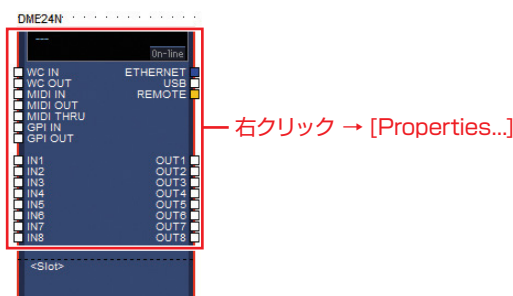 DME24N
---
On-line
WC IN ETHERNET
WC OUT USB
MIDI IN REMOTE
MIDI OUT
MIDI THRU
GPI IN
GPI OUT
右クリック → [Properties...]
IN1 OUT1
IN2 OUT2
IN3 OUT3
IN4 OUT4
IN5 OUT5
IN6 OUT6
IN7 OUT7
IN8 OUT8
<Slot>